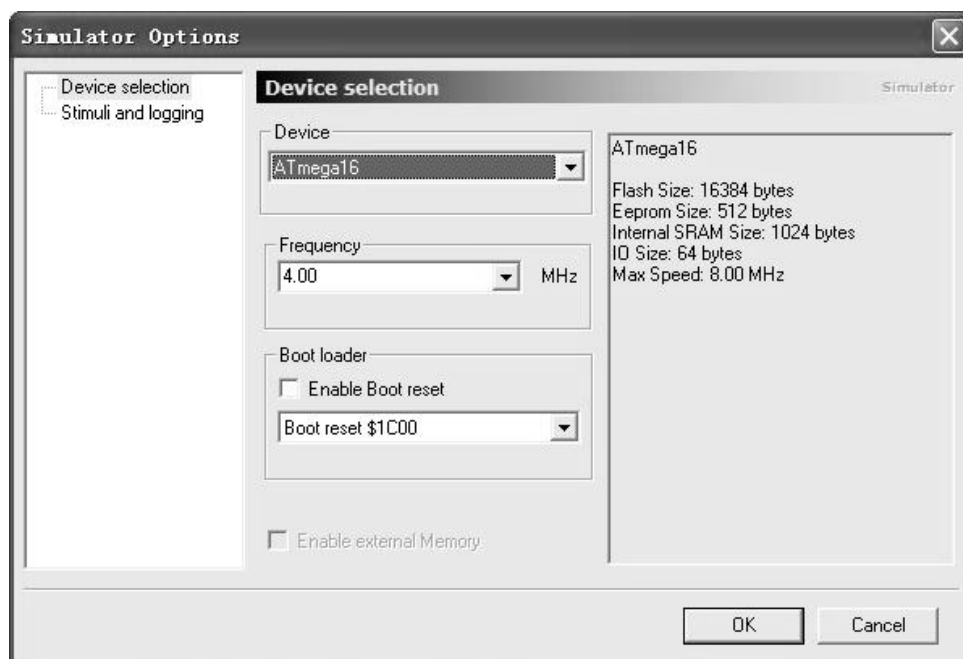 Simulator Options
Device selection
Stimuli and logging
Device selection
Simulator
Device
ATmega16
Frequency
4.00
MHz
Boot loader
Enable Boot reset
Boot reset $1C00
Enable external Memory
ATmega16
Flash Size: 16384 bytes
Eeprom Size: 512 bytes
Internal SRAM Size: 1024 bytes
IO Size: 64 bytes
Max Speed: 8.00 MHz
OK
Cancel